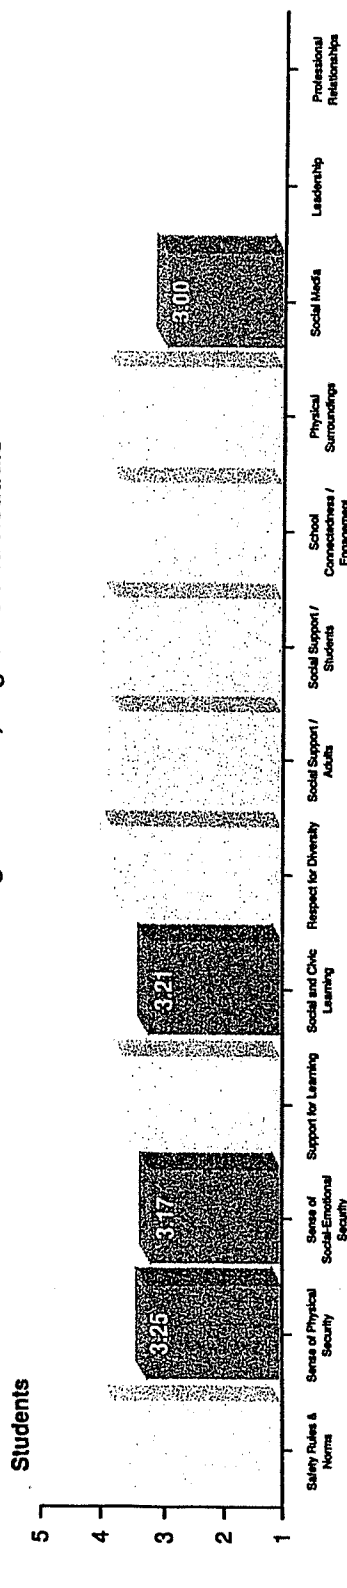 Students
5
4
3
2
1
3.25
3.17
3.21
3.00
Safety Rules &
Norms
Sense of Physical
Security
Sense of
Social-Emotional
Security
Support for Learning
Social and Civic
Learning
Respect for Diversity
Social Support /
Adults
Social Support /
Students
School
Connectedness /
Engagement
Physical
Surroundings
Social Media
Leadership
Professional
Relationships